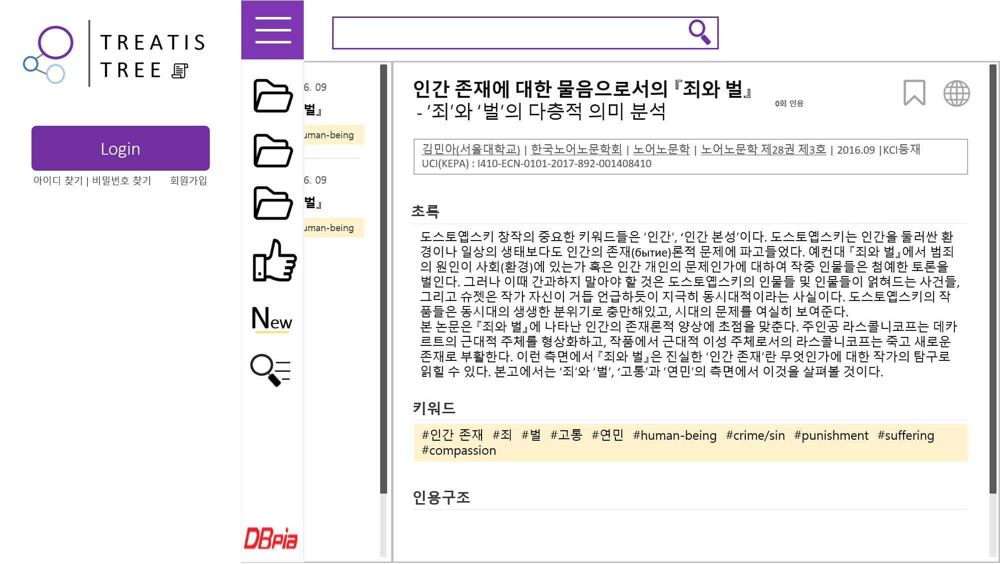 TREATIS
TREE
Login
아이디 찾기 | 비밀번호 찾기 회원가입
New
DBpia
6. 09
벌』
uman-being
6. 09
벌』
uman-being
인간 존재에 대한 물음으로서의 『죄와 벌』
- ‘죄’와 ‘벌’의 다층적 의미 분석
0회 인용
김민아(서울대학교) | 한국노어노문학회 | 노어노문학 | 노어노문학 제28권 제3호 | 2016.09 |KCI등재
UCI(KEPA) : I410-ECN-0101-2017-892-001408410
초록
도스토옙스키 창작의 중요한 키워드들은 ‘인간’, ‘인간 본성’이다. 도스토옙스키는 인간을 둘러싼 환
경이나 일상의 생태보다도 인간의 존재(бытие)론적 문제에 파고들었다. 예컨대 『죄와 벌』에서 범죄
의 원인이 사회(환경)에 있는가 혹은 인간 개인의 문제인가에 대하여 작중 인물들은 첨예한 토론을
벌인다. 그러나 이때 간과하지 말아야 할 것은 도스토옙스키의 인물들 및 인물들이 얽혀드는 사건들,
그리고 슈젯은 작가 자신이 거듭 언급하듯이 지극히 동시대적이라는 사실이다. 도스토옙스키의 작
품들은 동시대의 생생한 분위기로 충만해있고, 시대의 문제를 여실히 보여준다.
본 논문은 『죄와 벌』에 나타난 인간의 존재론적 양상에 초점을 맞춘다. 주인공 라스콜니코프는 데카
르트의 근대적 주체를 형상화하고, 작품에서 근대적 이성 주체로서의 라스콜니코프는 죽고 새로운
존재로 부활한다. 이런 측면에서 『죄와 벌』은 진실한 ‘인간 존재’란 무엇인가에 대한 작가의 탐구로
읽힐 수 있다. 본고에서는 ‘죄’와 ‘벌’, ‘고통’과 ‘연민’의 측면에서 이것을 살펴볼 것이다.
키워드
#인간 존재 #죄 #벌 #고통 #연민 #human-being #crime/sin #punishment #suffering
#compassion
인용구조